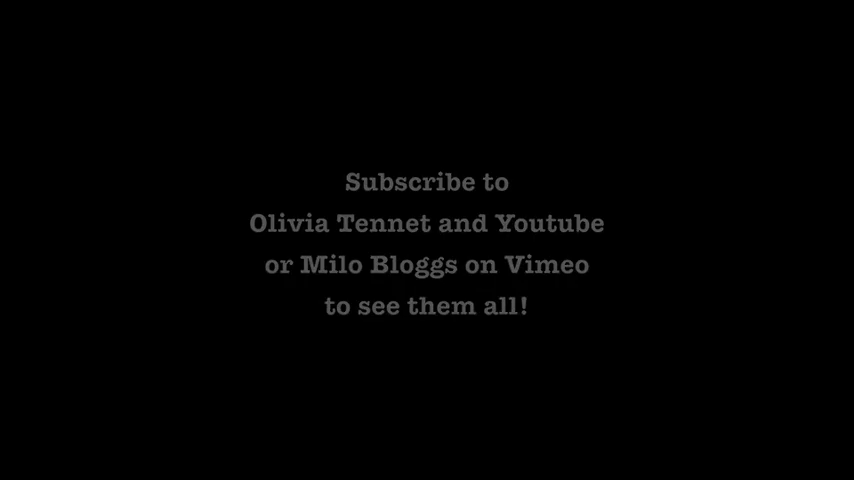 Subscribe to
Olivia Tennet and Youtube
or Milo Bloggs on Vimeo
to see them all!